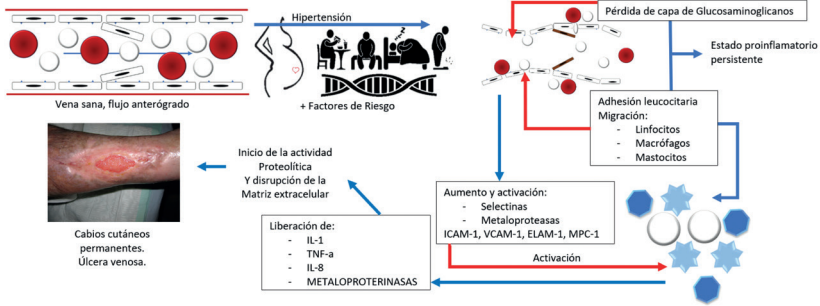 Vena sana, flujo anterógrado
Hipertensión
+ Factores de Riesgo
Pérdida de capa de Glucosaminoglicanos
Estado proinflamatorio
persistente
Adhesión leucocitaria
Migración:
- Linfocitos
- Macrófagos
- Mastocitos
Aumento y activación:
- Selectinas
- Metaloproteasas
ICAM-1, VCAM-1, ELAM-1, MPC-1
Activación
Liberación de:
- IL-1
- TNF-a
- IL-8
- METALOPROTERINASAS
Inicio de la actividad
Proteolítica
Y disrupción de la
Matriz extracelular
Cabios cutáneos
permanentes.
Úlcera venosa.